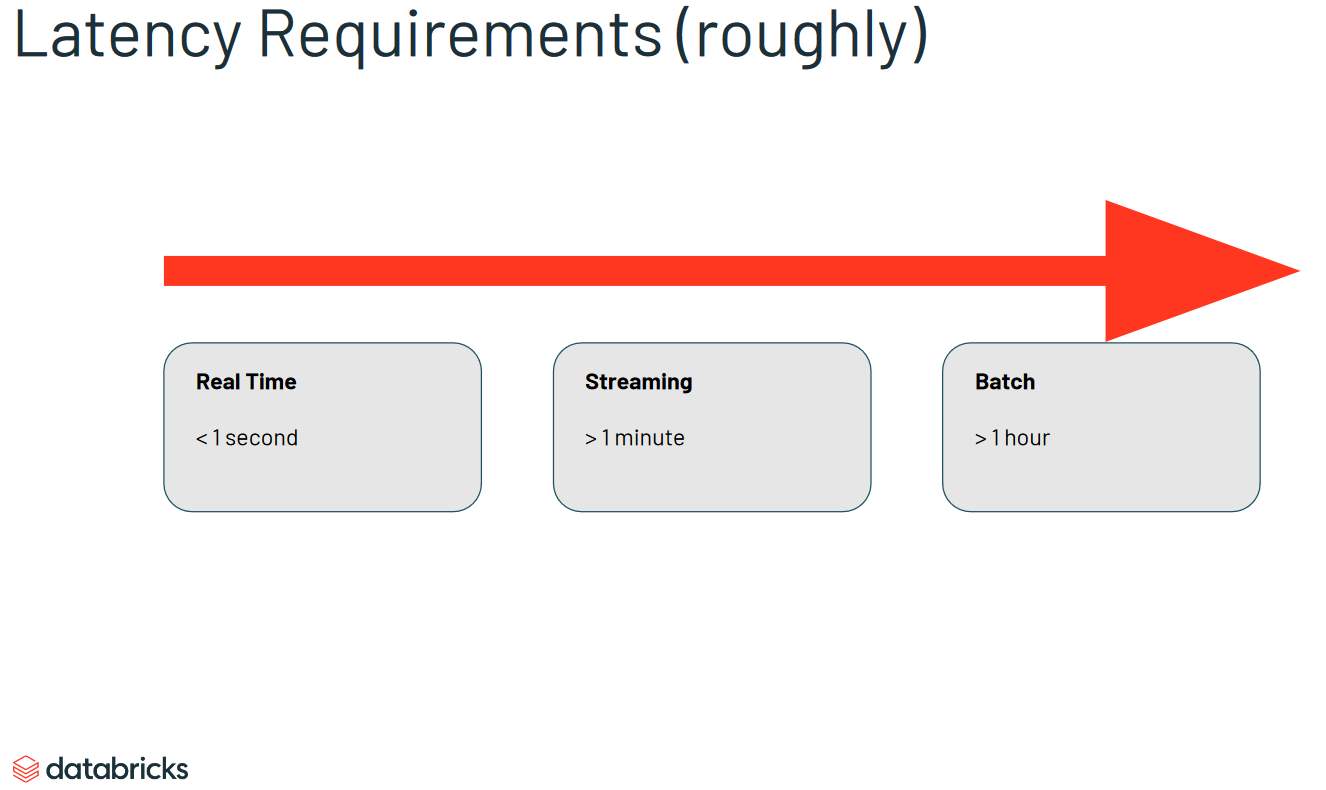 Latency Requirements (roughly)
Real Time
< 1 second
Streaming
> 1 minute
Batch
> 1 hour
databricks